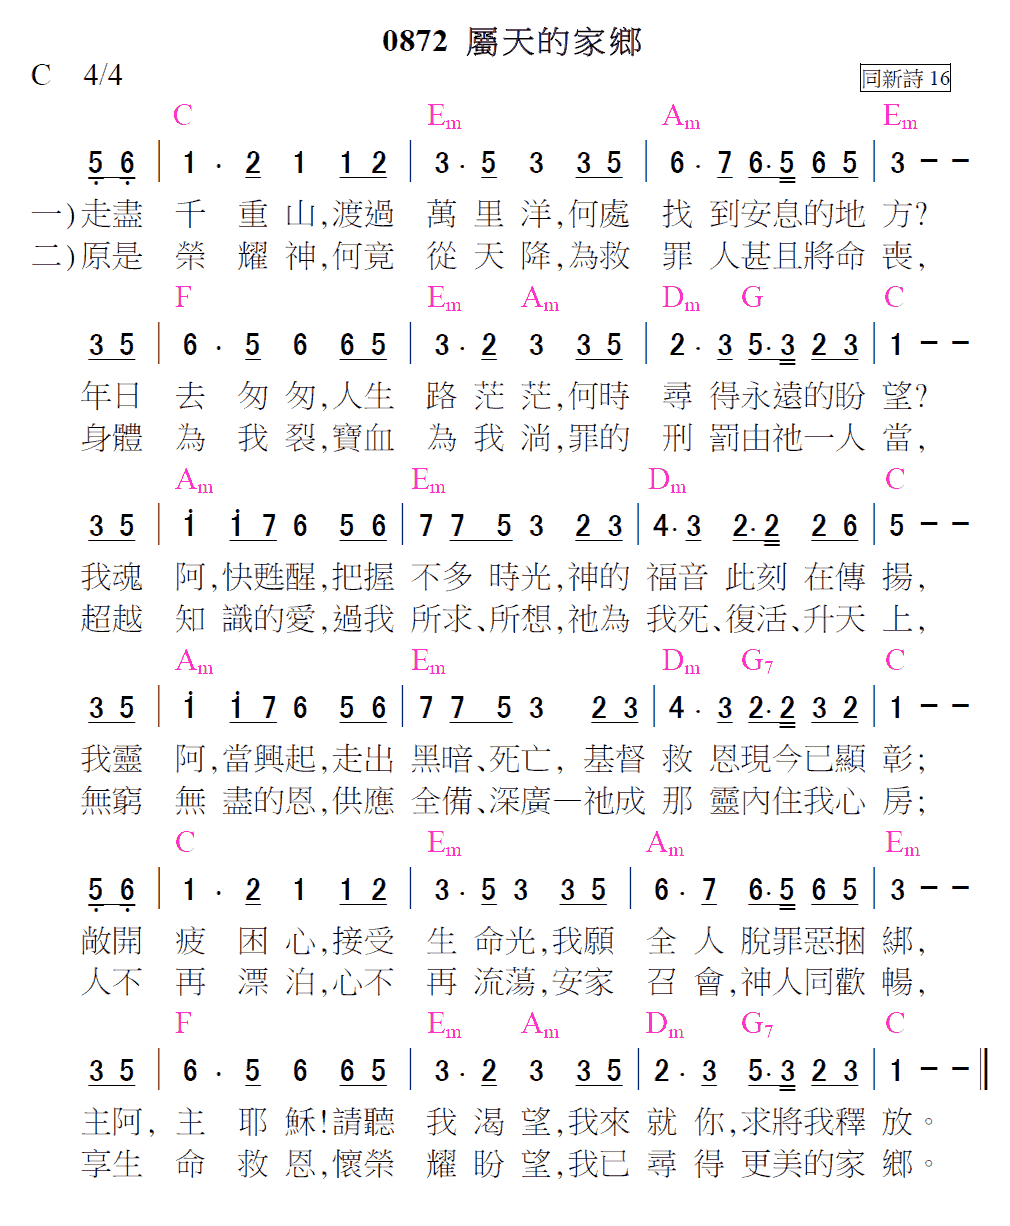 0872 屬天的家鄉
C 4/4 同新詩 16
C Em Am Em
5 6 | 1 · 2 1 1 2 | 3 · 5 3 3 5 | 6 · 7 6 · 5 6 5 | 3 － －
一)走盡 千 重 山,渡過 萬 里 洋,何處 找 到安息的地 方?
二)原是 榮 耀 神,何竟 從 天 降,為救 罪 人甚且將命 喪,
F Em Am Dm G C
3 5 | 6 · 5 6 6 5 | 3 · 2 3 3 5 | 2 · 3 5 · 3 2 3 | 1 － －
年日 去 匆 匆,人生 路 茫 茫,何時 尋 得永遠的盼 望?
身體 為 我 裂,寶血 為 我 淌,罪的 刑 罰由祂一人 當,
Am Em Dm C
3 5 | i i 7 6 5 6 | 7 7 5 3 2 3 | 4 · 3 2 · 2 2 6 | 5 － －
我魂 阿,快甦醒,把握 不多 時光,神的 福音 此刻 在傳 揚,
超越 知 識的愛,過我 所求、所想,祂為 我死、復活、升天 上,
Am Em Dm G7 C
3 5 | i i 7 6 5 6 | 7 7 5 3 2 3 | 4 · 3 2 · 2 3 2 | 1 － －
我靈 阿,當興起,走出 黑暗、死亡, 基督 救 恩現今已顯 彰;
無窮 無 盡的恩,供應 全備、深廣—祂成 那 靈內住我心 房;
C Em Am Em
5 6 | 1 · 2 1 1 2 | 3 · 5 3 3 5 | 6 · 7 6 · 5 6 5 | 3 － －
敞開 疲 困 心,接受 生 命光,我願 全 人 脫罪惡捆 綁,
人不 再 漂 泊,心不 再 流蕩,安家 召 會,神人同歡 暢,
F Em Am Dm G7 C
3 5 | 6 · 5 6 6 5 | 3 · 2 3 3 5 | 2 · 3 5 · 3 2 3 | 1 － － ‖
主阿, 主 耶 穌!請聽 我 渴 望,我來 就 你,求將我釋 放。
享生 命 救 恩,懷榮 耀 盼 望,我已 尋 得 更美的家 鄉。